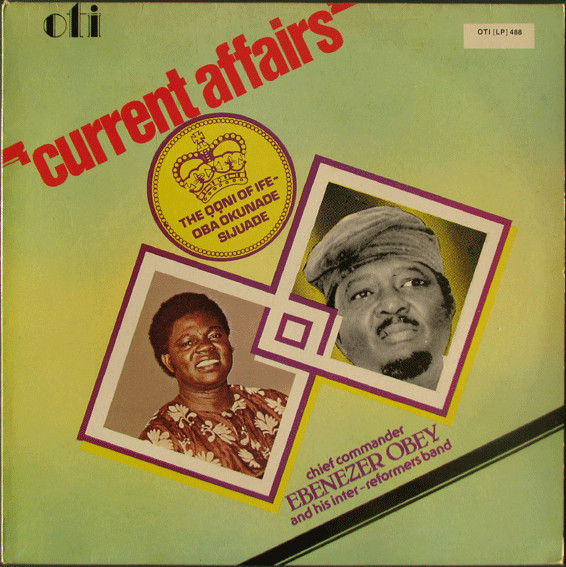 oti
OTI [LP] 488
"current affairs"
THE ỌỌNI OF IFE-
OBA OKUNADE
SIJUADE
chief commander
EBENEZER OBEY
and his inter-reformers band